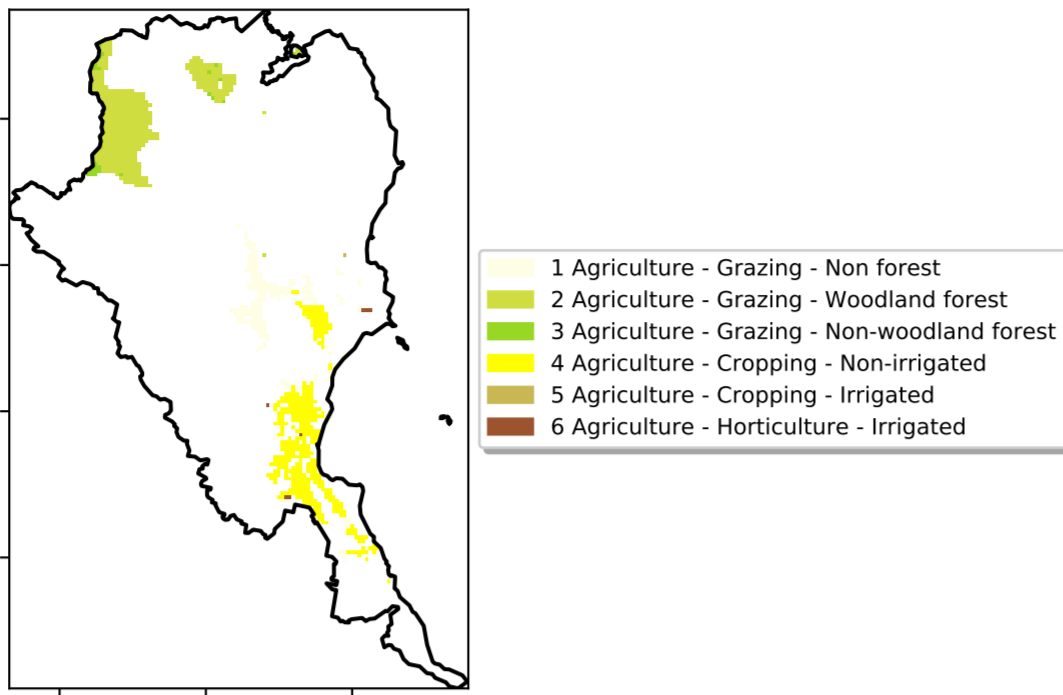 1 Agriculture - Grazing - Non forest
2 Agriculture - Grazing - Woodland forest
3 Agriculture - Grazing - Non-woodland forest
4 Agriculture - Cropping - Non-irrigated
5 Agriculture - Cropping - Irrigated
6 Agriculture - Horticulture - Irrigated